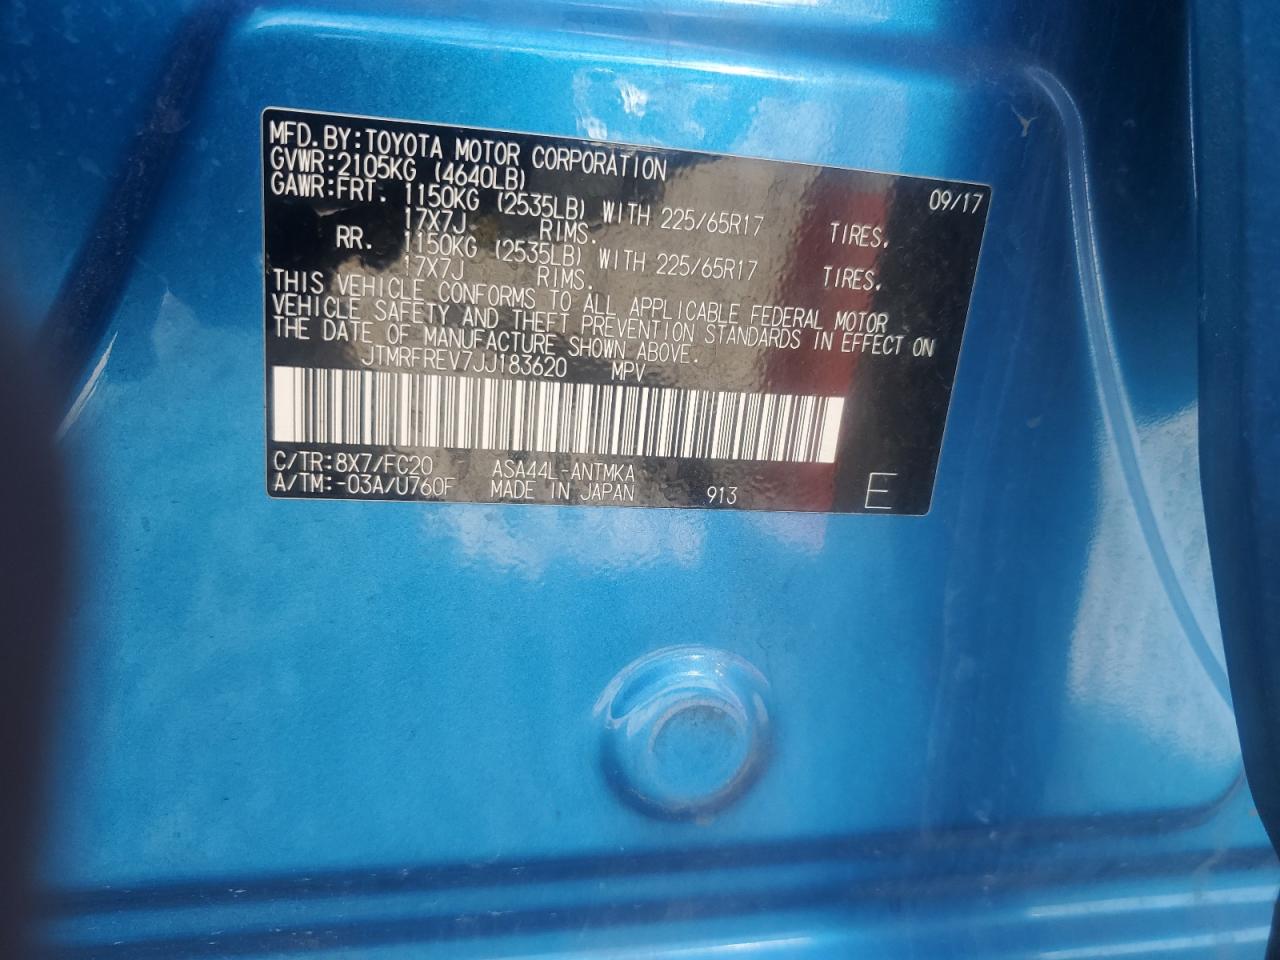 MFD.BY:TOYOTA MOTOR CORPORATION 09/17
GVWR:2105KG (4640LB)
GAWR:FRT. 1150KG (2535LB) WITH 225/65R17 TIRES.
17X7J RIMS.
RR. 1150KG (2535LB) WITH 225/65R17 TIRES.
17X7J RIMS.
THIS VEHICLE CONFORMS TO ALL APPLICABLE FEDERAL MOTOR
VEHICLE SAFETY AND THEFT PREVENTION STANDARDS IN EFFECT ON
THE DATE OF MANUFACTURE SHOWN ABOVE.
JTMRFREV7JJ183620 MPV
C/TR:8X7/FC20 ASA44L-ANTMKA
A/TM:-03A/U760F MADE IN JAPAN 913 E